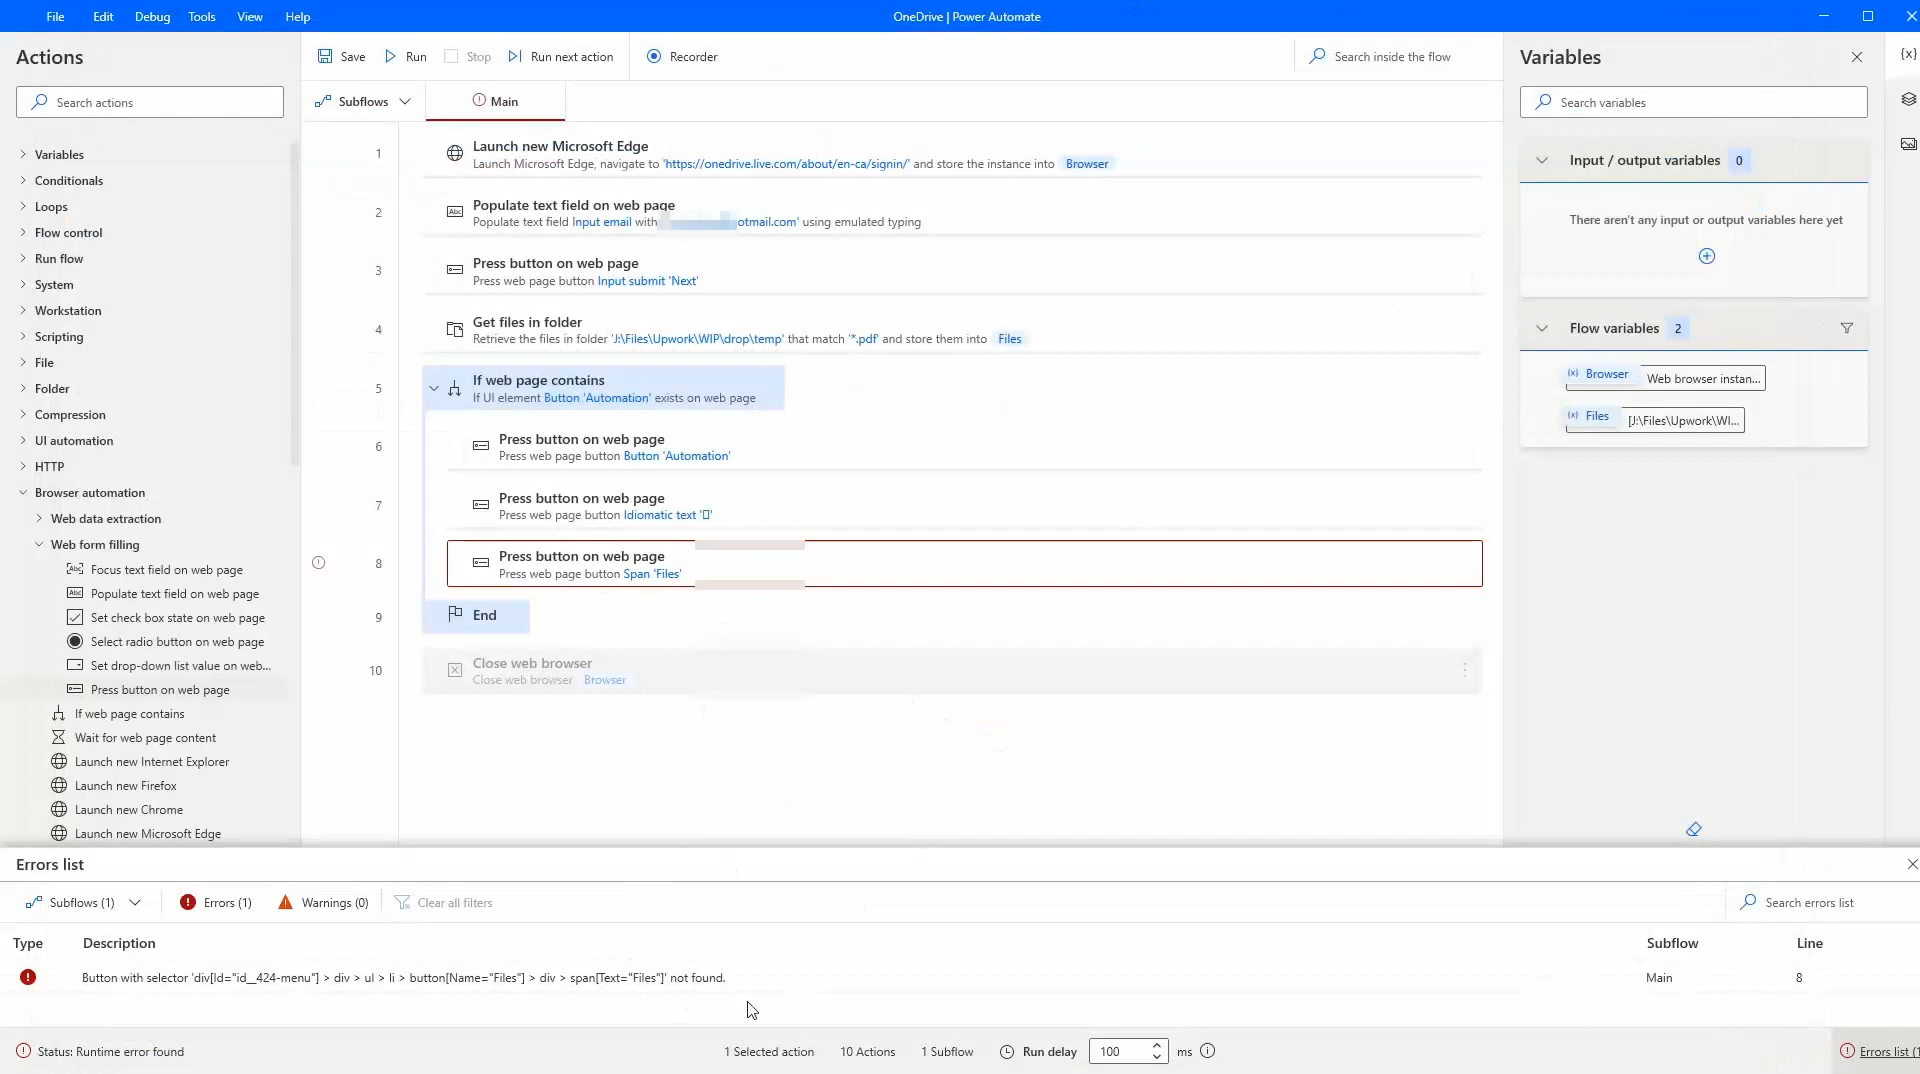 File Edit Debug Tools View Help
OneDrive | Power Automate
Actions
Search actions
Variables
Conditionals
Loops
Flow control
Run flow
System
Workstation
Scripting
File
Folder
Compression
UI automation
HTTP
Browser automation
Web data extraction
Web form filling
Focus text field on web page
Populate text field on web page
Set check box state on web page
Select radio button on web page
Set drop-down list value on web...
Press button on web page
If web page contains
Wait for web page content
Launch new Internet Explorer
Launch new Firefox
Launch new Chrome
Launch new Microsoft Edge
Save Run Stop Run next action Recorder
Search inside the flow
Subflows
Main
1
Launch new Microsoft Edge
Launch Microsoft Edge, navigate to 'https://onedrive.live.com/about/en-ca/signin/' and store the instance into Browser
2
Populate text field on web page
Populate text field Input email with otmail.com' using emulated typing
3
Press button on web page
Press web page button Input submit 'Next'
4
Get files in folder
Retrieve the files in folder 'J:\Files\Upwork\WIP\drop\temp' that match '*.pdf' and store them into Files
5
If web page contains
If UI element Button 'Automation' exists on web page
6
Press button on web page
Press web page button Button 'Automation'
7
Press button on web page
Press web page button Idiomatic text '▯'
8
Press button on web page
Press web page button Span 'Files'
9
End
10
Close web browser
Close web browser Browser
Variables
Search variables
Input / output variables 0
There aren't any input or output variables here yet
Flow variables 2
(x) Browser Web browser instan...
(x) Files [J:\Files\Upwork\WI...
{x}
Errors list
Subflows (1) Errors (1) Warnings (0) Clear all filters
Search errors list
Type Description Subflow Line
Button with selector 'div[Id="id__424-menu"] > div > ul > li > button[Name="Files"] > div > span[Text="Files"]' not found. Main 8
Status: Runtime error found
1 Selected action 10 Actions 1 Subflow Run delay 100 ms
Errors list (1